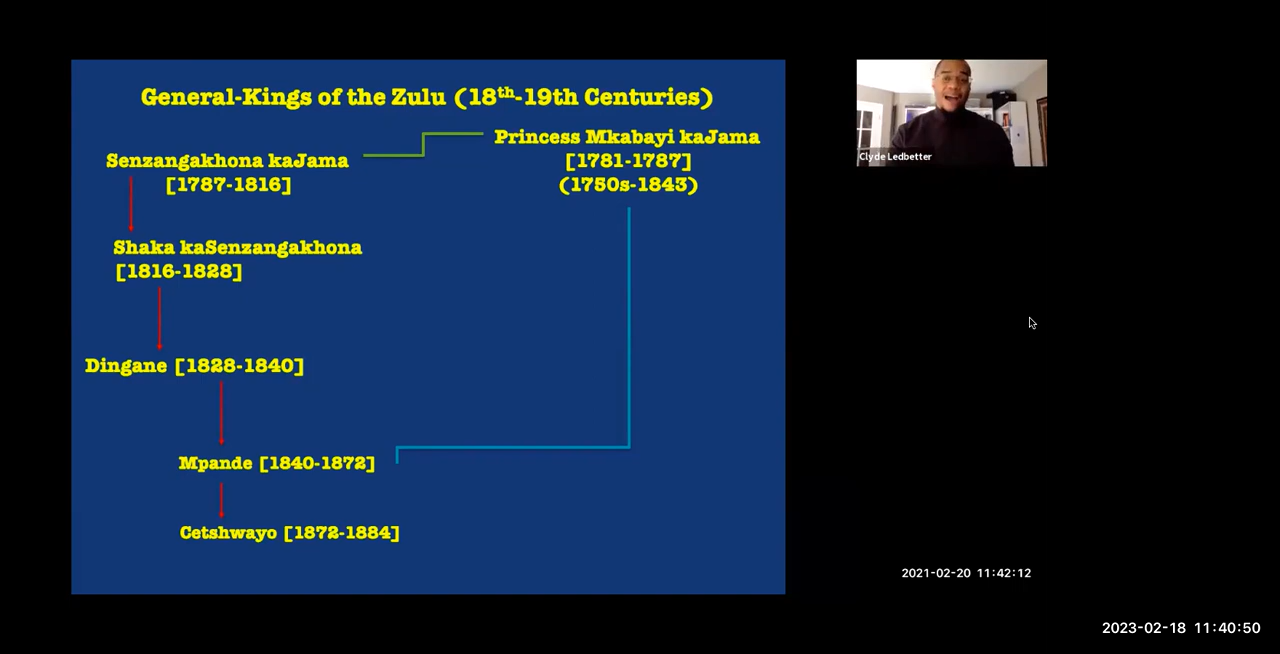 General-Kings of the Zulu (18th-19th Centuries)
Princess Mkabayi kaJama
[1781-1787]
(1750s-1843)
Senzangakhona kaJama
[1787-1816]
Shaka kaSenzangakhona
[1816-1828]
Dingane [1828-1840]
Mpande [1840-1872]
Cetshwayo [1872-1884]
Clyde Ledbetter
2021-02-20 11:42:12
2023-02-18 11:40:50